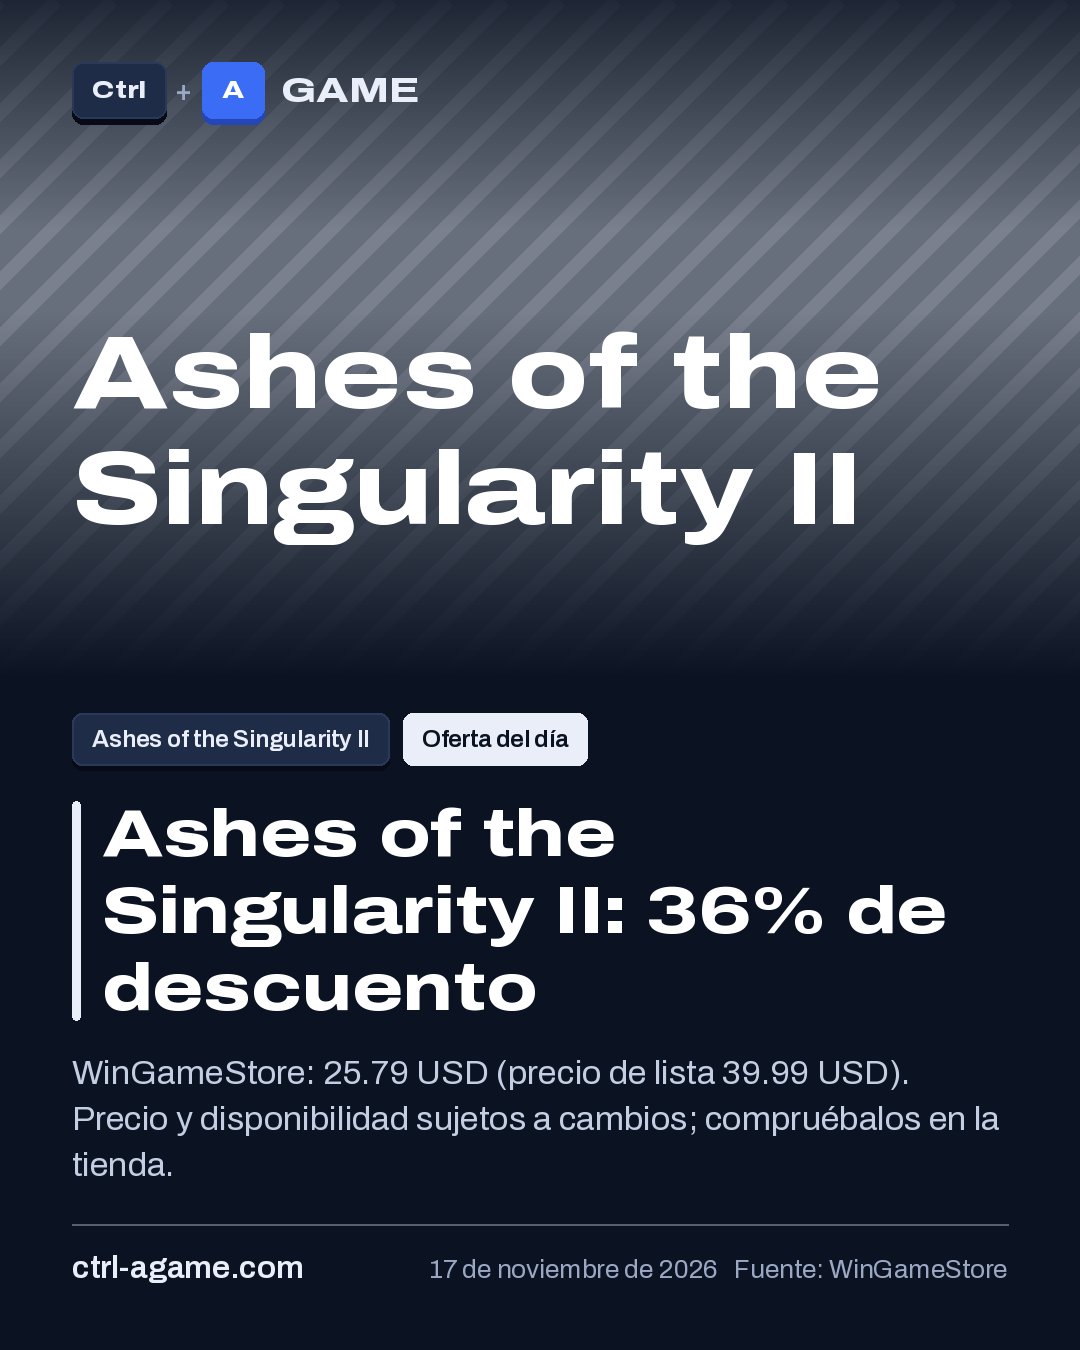 Ctrl + A GAME
Ashes of the
Singularity II
Ashes of the Singularity II
Oferta del día
Ashes of the
Singularity II: 36% de
descuento
WinGameStore: 25.79 USD (precio de lista 39.99 USD).
Precio y disponibilidad sujetos a cambios; compruébalos en la
tienda.
ctrl-agame.com
17 de noviembre de 2026 Fuente: WinGameStore